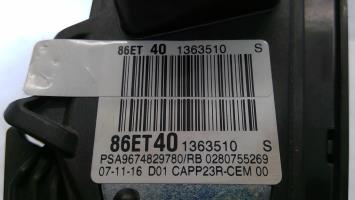 86ET 40 1363510 S
86ET40 1363510 S
PSA9674829780/RB 0280755269
07-11-16 D01 CAPP23R-CEM 00